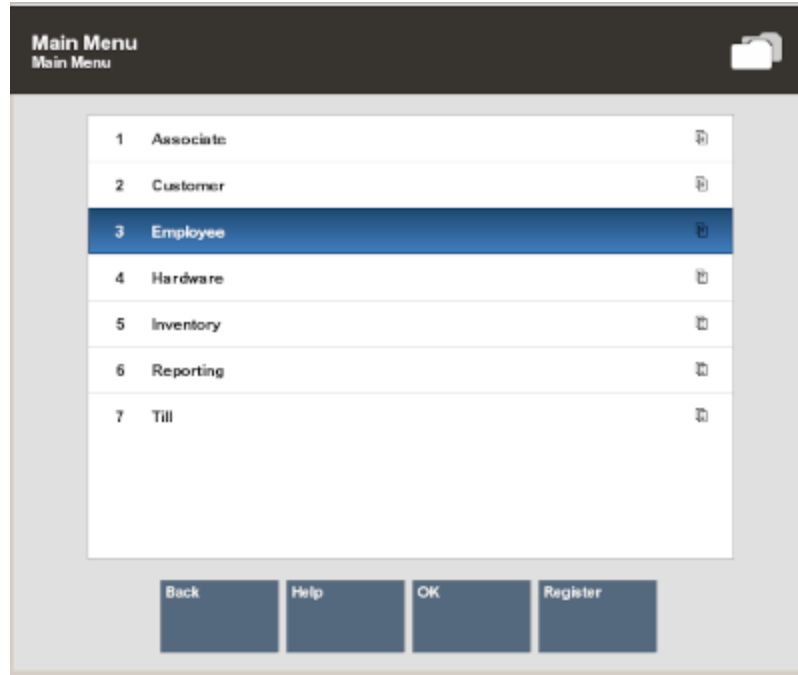 Main Menu
Main Menu
1 Associate
2 Customer
3 Employee
4 Hardware
5 Inventory
6 Reporting
7 Till
Back Help OK Register